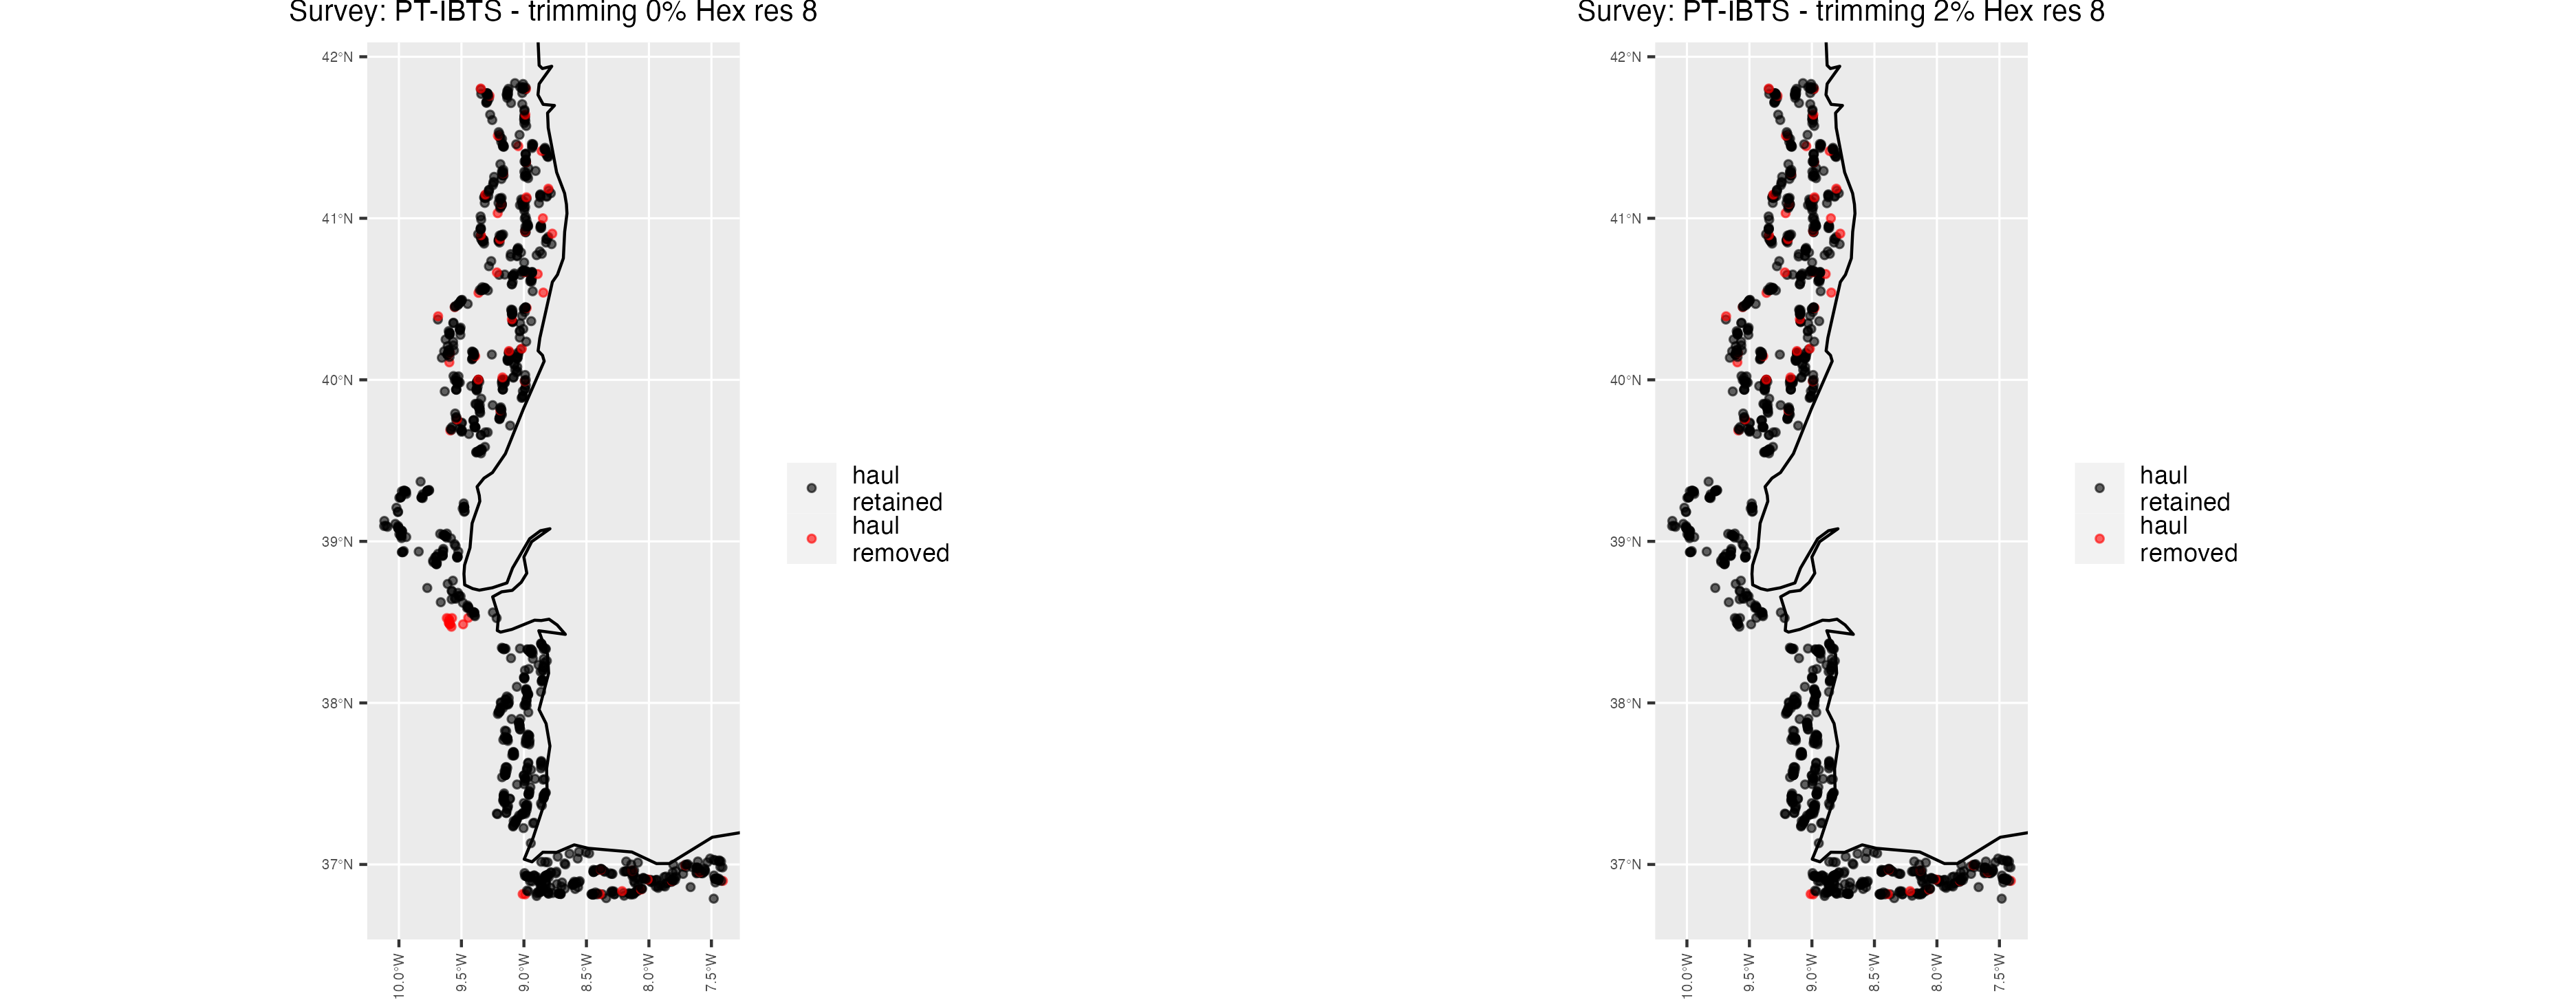 Survey: PT-IBTS - trimming 0% Hex res 8
42°N
41°N
40°N
39°N
38°N
37°N
10.0°W
9.5°W
9.0°W
8.5°W
8.0°W
7.5°W
haul
retained
haul
removed
Survey: PT-IBTS - trimming 2% Hex res 8
42°N
41°N
40°N
39°N
38°N
37°N
10.0°W
9.5°W
9.0°W
8.5°W
8.0°W
7.5°W
haul
retained
haul
removed